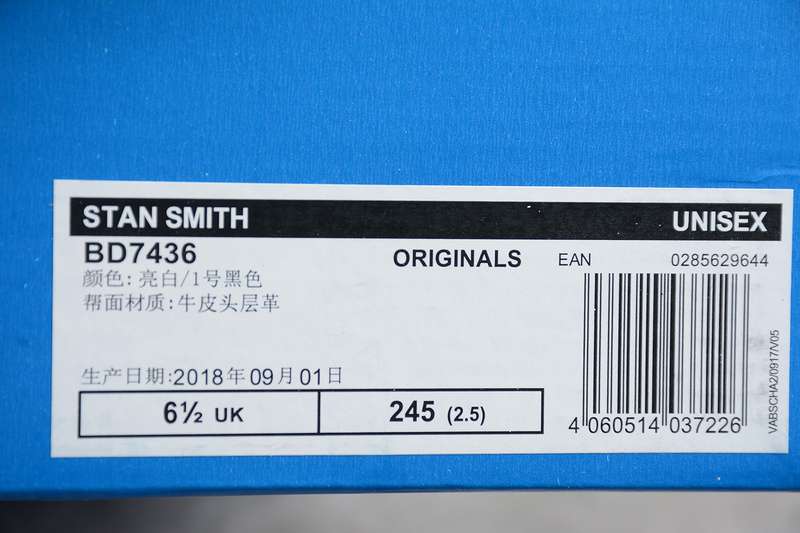 STAN SMITH UNISEX
BD7436 ORIGINALS EAN 0285629644
颜色: 亮白/1号黑色
帮面材质: 牛皮头层革
生产日期:2018年09月01日
6½ UK 245 (2.5)
4 060514 037226
VABSCHA2/0917/V05